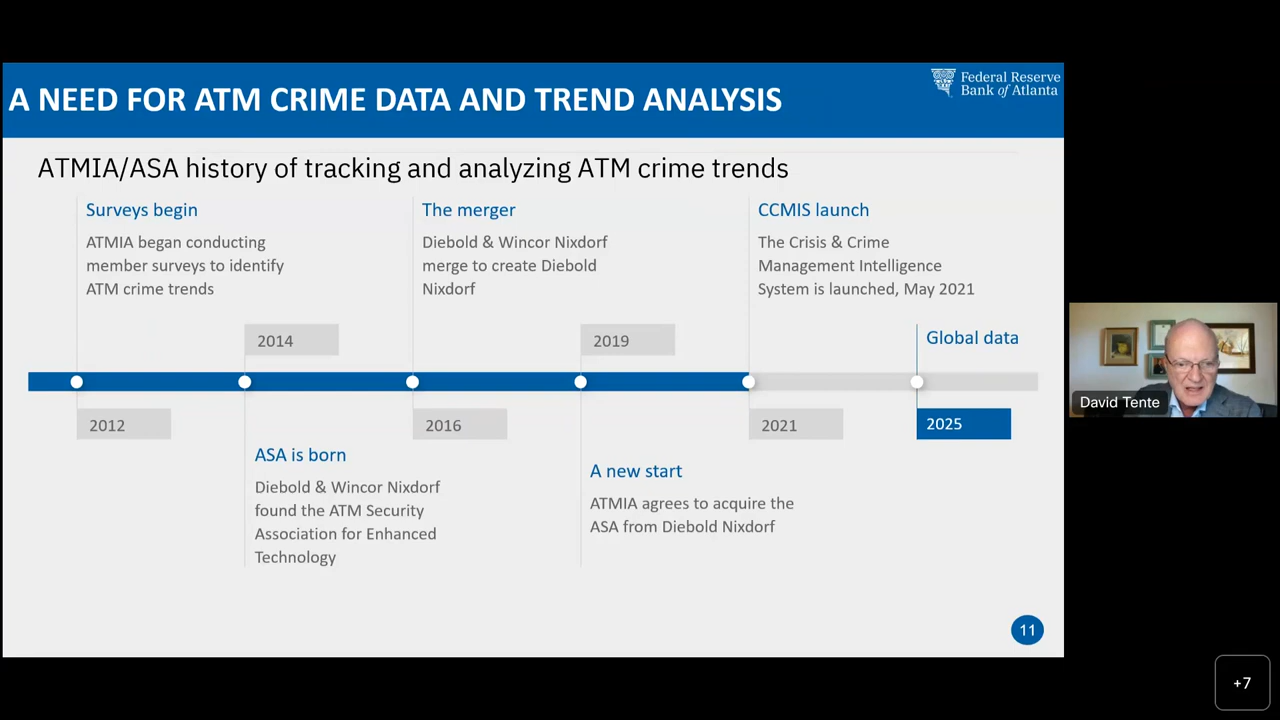 A NEED FOR ATM CRIME DATA AND TREND ANALYSIS
Federal Reserve
Bank of Atlanta
ATMIA/ASA history of tracking and analyzing ATM crime trends
Surveys begin
ATMIA began conducting
member surveys to identify
ATM crime trends
The merger
Diebold & Wincor Nixdorf
merge to create Diebold
Nixdorf
CCMIS launch
The Crisis & Crime
Management Intelligence
System is launched, May 2021
2014
2019
Global data
2012
2016
2021
2025
ASA is born
Diebold & Wincor Nixdorf
found the ATM Security
Association for Enhanced
Technology
A new start
ATMIA agrees to acquire the
ASA from Diebold Nixdorf
11
David Tente
+7